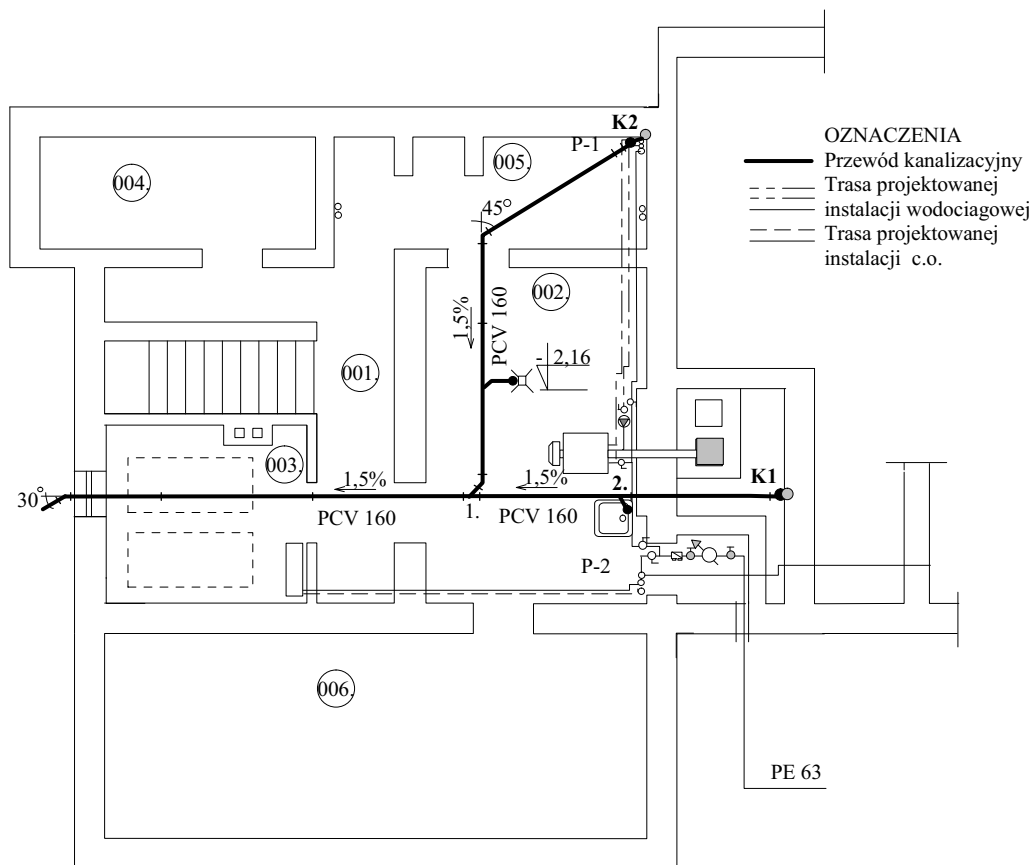 K2
P-1
OZNACZENIA
Przewód kanalizacyjny
Trasa projektowanej
instalacji wodociagowej
Trasa projektowanej
instalacji c.o.
005.
004.
45°
002.
1,5%
PCV 160
- 2,16
001.
003.
1,5%
1,5%
2.
K1
30°
PCV 160
1.
PCV 160
P-2
006.
PE 63